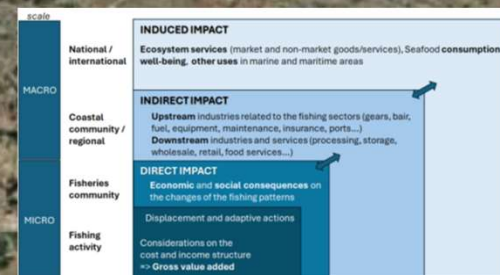 scale
INDUCED IMPACT
National / international
Ecosystem services (market and non-market goods/services), Seafood consumption
well-being, other uses in marine and maritime areas
MACRO
INDIRECT IMPACT
Coastal community / regional
Upstream industries related to the fishing sectors (gears, bair,
fuel, equipment, maintenance, insurance, ports...)
Downstream industries and services (processing, storage,
wholesale, retail, food services...)
DIRECT IMPACT
Fisheries community
Economic and social consequences on
the changes of the fishing patterns
MICRO
Displacement and adaptive actions
Fishing activity
Considerations on the
cost and income structure
=> Gross value added